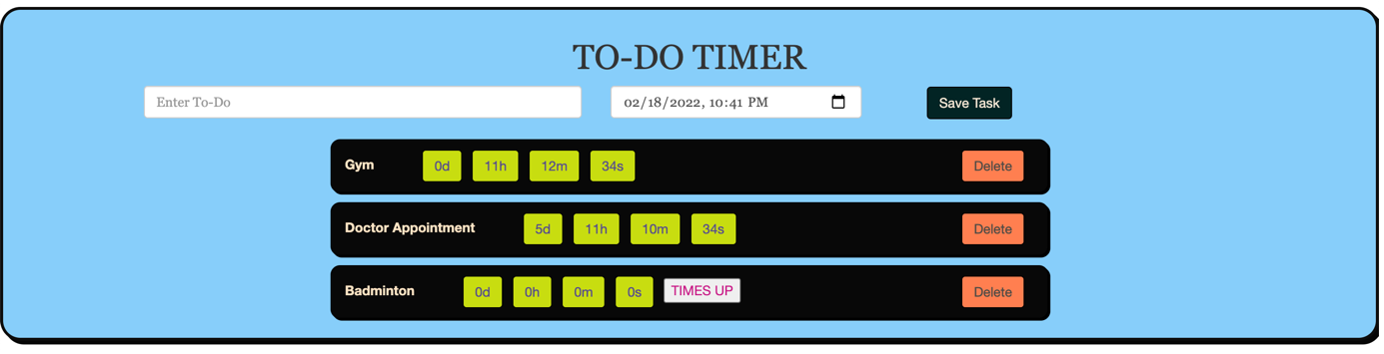 TO-DO TIMER
Enter To-Do 02/18/2022, 10:41 PM Save Task
Gym 0d 11h 12m 34s Delete
Doctor Appointment 5d 11h 10m 34s Delete
Badminton 0d 0h 0m 0s TIMES UP Delete